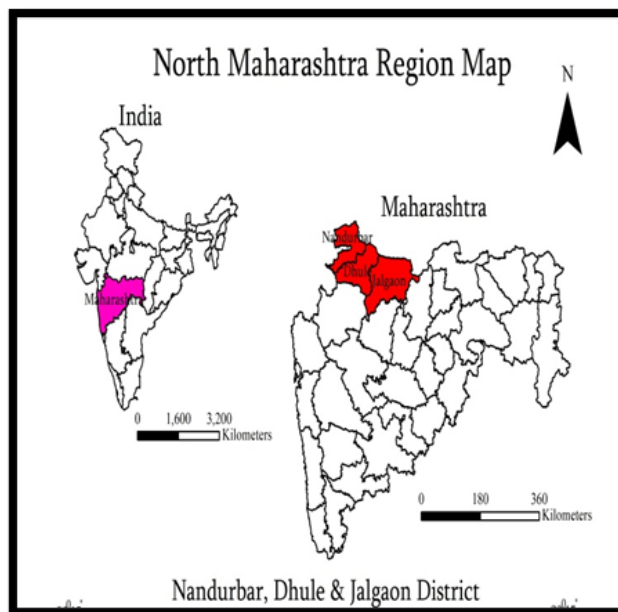 North Maharashtra Region Map
N
India
Maharashtra
Maharashtra
Nandurbar
Dhule
Jalgaon
0 1,600 3,200
Kilometers
0 180 360
Kilometers
Nandurbar, Dhule & Jalgaon District